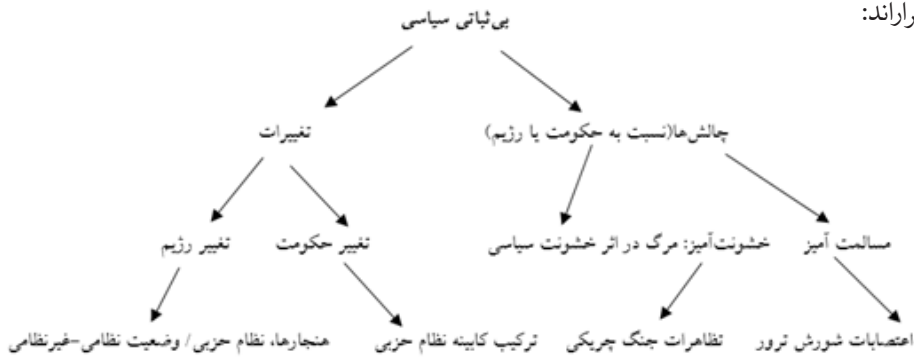 راراند:
بی‌ثباتی سیاسی
چالش‌ها(نسبت به حکومت یا رژیم) تغییرات
مسالمت آمیز خشونت‌آمیز: مرگ در اثر خشونت سیاسی تغییر حکومت تغییر رژیم
اعتصابات شورش ترور تظاهرات جنگ چریکی ترکیب کابینه نظام حزبی هنجارها، نظام حزبی/ وضعیت نظامی-غیرنظامی